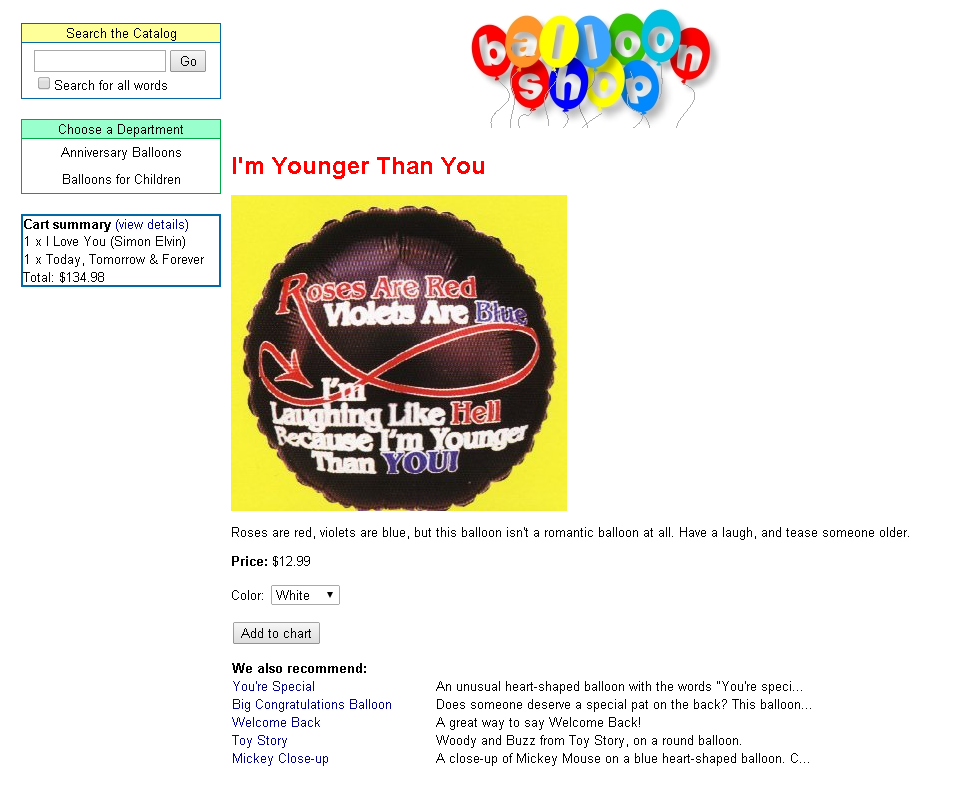 balloon
shop
Search the Catalog
Go
Search for all words
Choose a Department
Anniversary Balloons
Balloons for Children
Cart summary (view details)
1 x I Love You (Simon Elvin)
1 x Today, Tomorrow & Forever
Total: $134.98
I'm Younger Than You
Roses Are Red
Violets Are Blue
I'm
Laughing Like Hell
Because I'm Younger
Than YOU!
Roses are red, violets are blue, but this balloon isn't a romantic balloon at all. Have a laugh, and tease someone older.
Price: $12.99
Color: White
Add to chart
We also recommend:
You're Special An unusual heart-shaped balloon with the words "You're speci...
Big Congratulations Balloon Does someone deserve a special pat on the back? This balloon...
Welcome Back A great way to say Welcome Back!
Toy Story Woody and Buzz from Toy Story, on a round balloon.
Mickey Close-up A close-up of Mickey Mouse on a blue heart-shaped balloon. C...